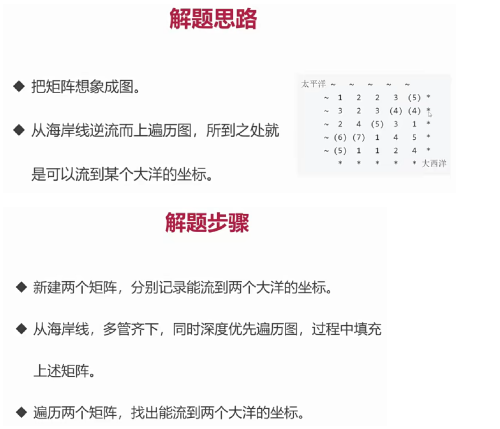 解题思路
◆ 把矩阵想象成图。
◆ 从海岸线逆流而上遍历图，所到之处就
是可以流到某个大洋的坐标。
太平洋 ~ ~ ~ ~ ~
~ 1 2 2 3 (5) *
~ 3 2 3 (4) (4) *
~ 2 4 (5) 3 1 *
~ (6) (7) 1 4 5 *
~ (5) 1 1 2 4 *
* * * * * 大西洋
解题步骤
◆ 新建两个矩阵，分别记录能流到两个大洋的坐标。
◆ 从海岸线，多管齐下，同时深度优先遍历图，过程中填充
上述矩阵。
◆ 遍历两个矩阵，找出能流到两个大洋的坐标。